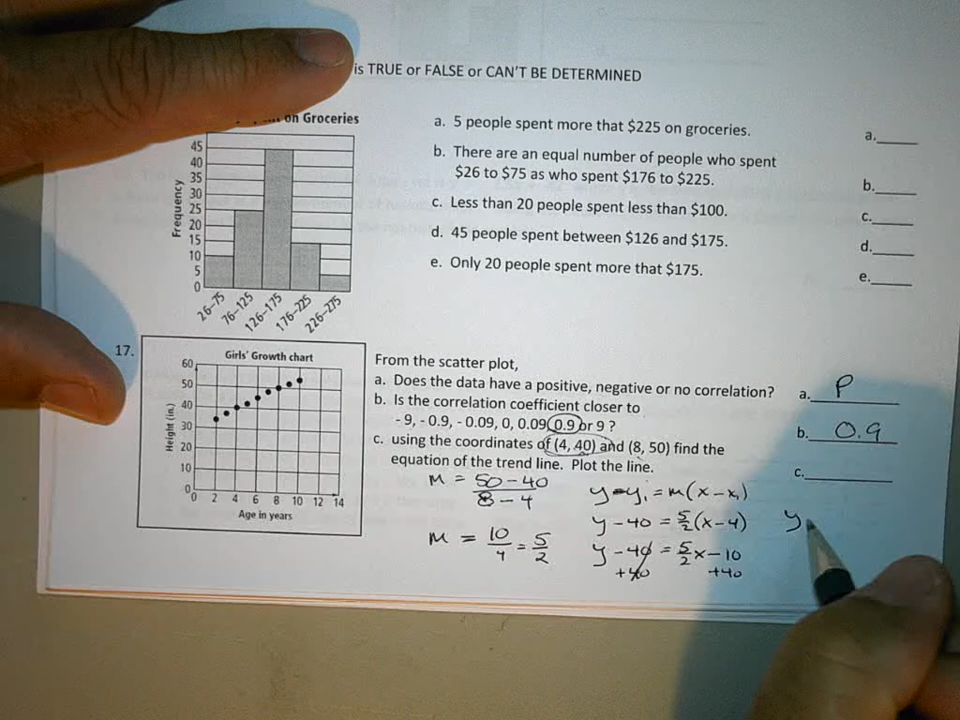 is TRUE or FALSE or CAN'T BE DETERMINED
on Groceries
45
40
35
30
25
20
15
10
5
0
Frequency
26–75
76–125
126–175
176–225
226–275
a. 5 people spent more that $225 on groceries.
a.____
b. There are an equal number of people who spent
$26 to $75 as who spent $176 to $225.
b.____
c. Less than 20 people spent less than $100.
c.____
d. 45 people spent between $126 and $175.
d.____
e. Only 20 people spent more that $175.
e.____
17.
Girls' Growth chart
60
50
40
30
20
10
0
Height (in.)
0 2 4 6 8 10 12 14
Age in years
From the scatter plot,
a. Does the data have a positive, negative or no correlation?
a. P
b. Is the correlation coefficient closer to
- 9, - 0.9, - 0.09, 0, 0.09 0.9 or 9 ?
b. 0.9
c. using the coordinates of (4, 40) and (8, 50) find the
equation of the trend line. Plot the line.
c.____
M = 50 - 40
8 - 4
M = 10/4 = 5/2
y - y₁ = m(x - x₁)
y - 40 = 5/2(x - 4)
y - 40 = 5/2x - 10
+40 +40
y